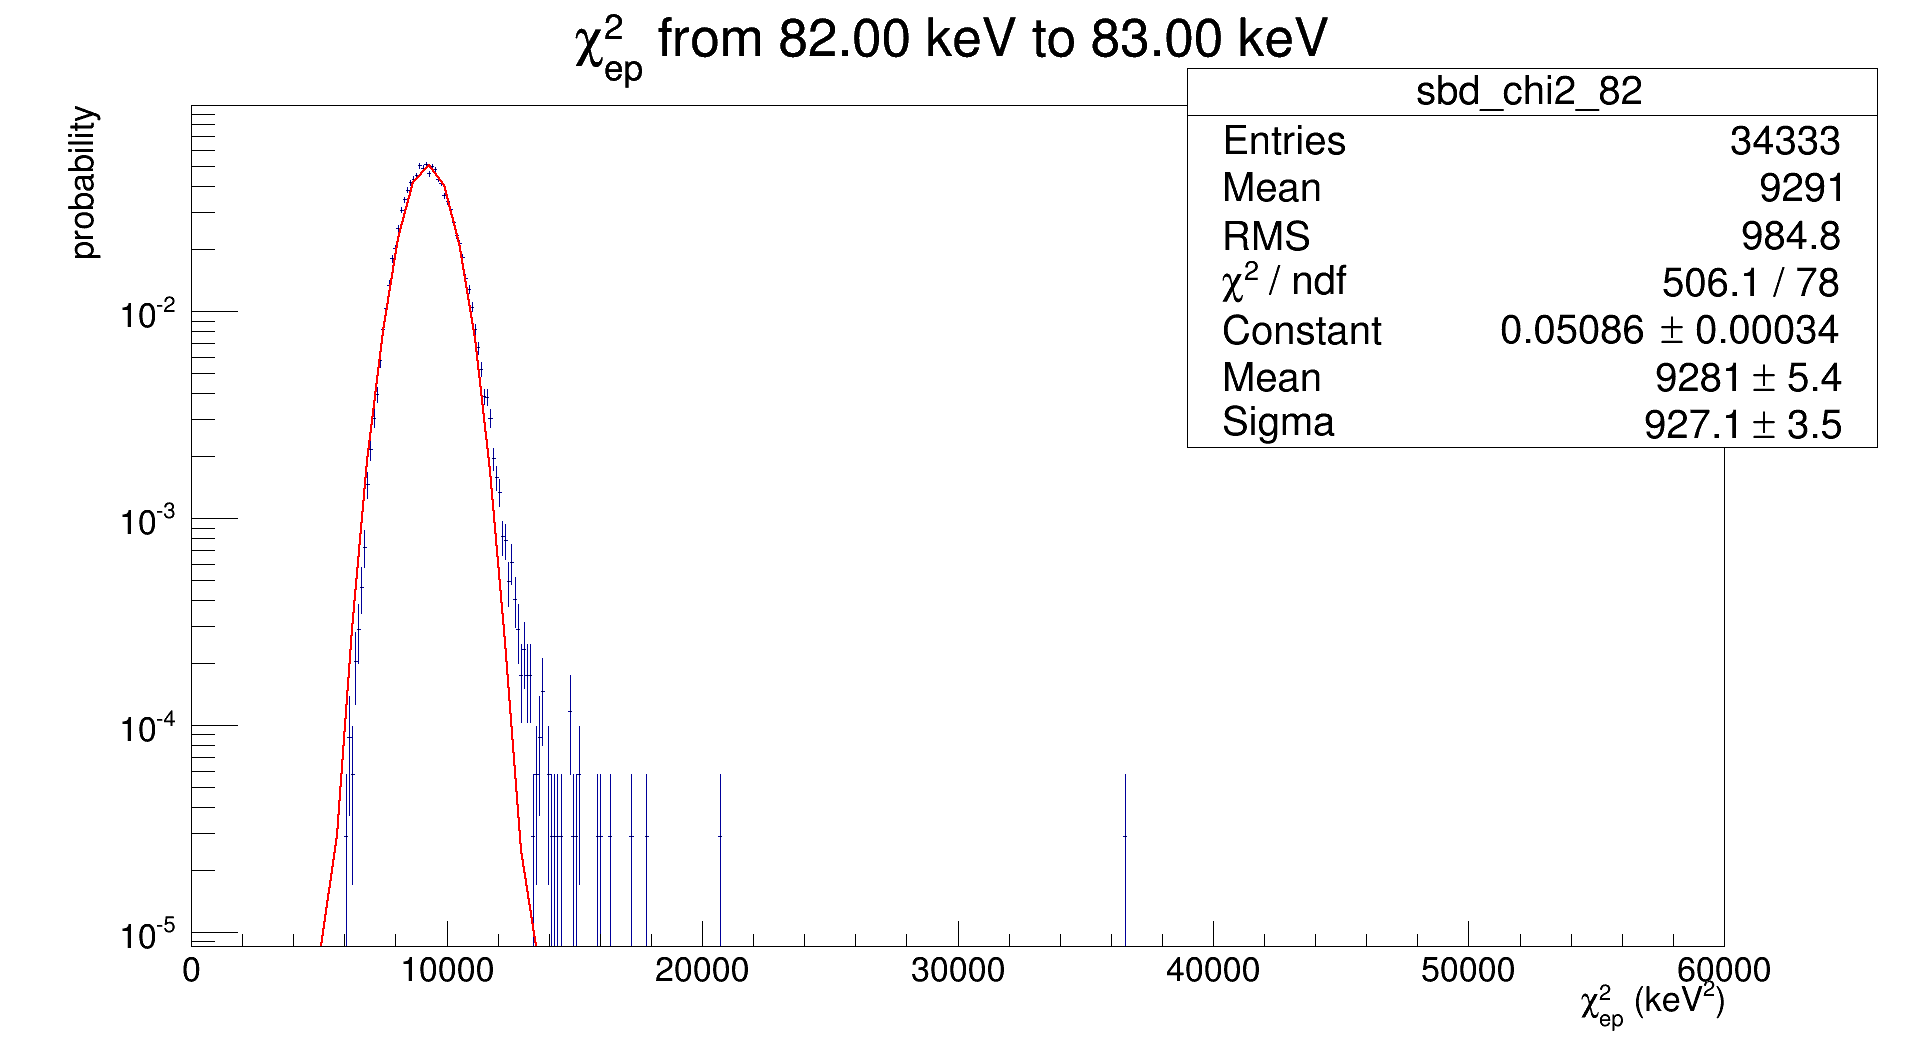 χ²ep from 82.00 keV to 83.00 keV
sbd_chi2_82
Entries 34333
Mean 9291
RMS 984.8
χ² / ndf 506.1 / 78
Constant 0.05086 ± 0.00034
Mean 9281 ± 5.4
Sigma 927.1 ± 3.5
probability
10⁻²
10⁻³
10⁻⁴
10⁻⁵
0 10000 20000 30000 40000 50000 60000
χ²ep (keV²)